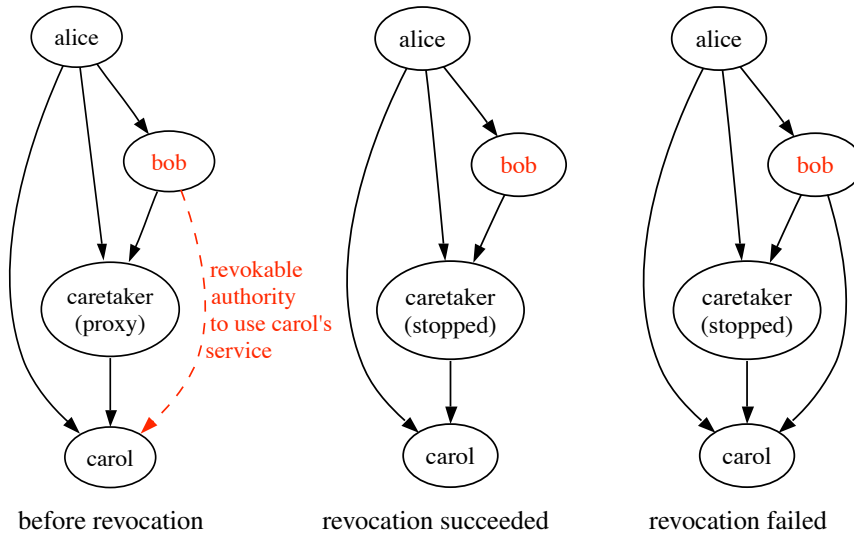 alice
bob
caretaker
(proxy)
revokable
authority
to use carol's
service
carol
before revocation
alice
bob
caretaker
(stopped)
carol
revocation succeeded
alice
bob
caretaker
(stopped)
carol
revocation failed